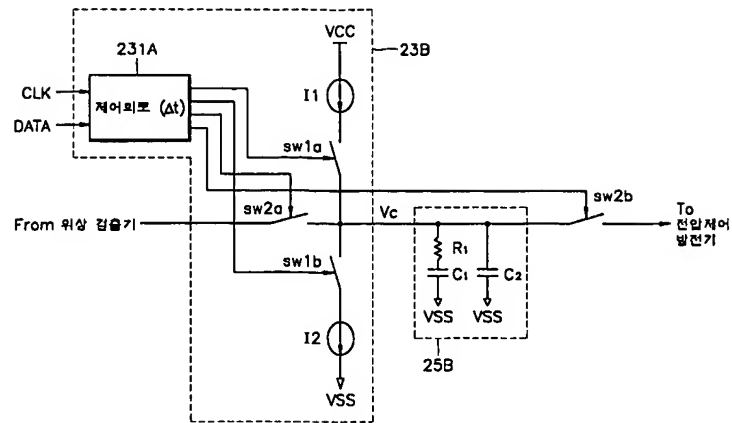 VCC
23B
231A
CLK
DATA
제어회로 (Δt)
I1
sw1a
sw2a
Vc
sw2b
From 위상 검출기
To
전압제어
발전기
sw1b
R1
C1
C2
VSS
VSS
I2
25B
VSS